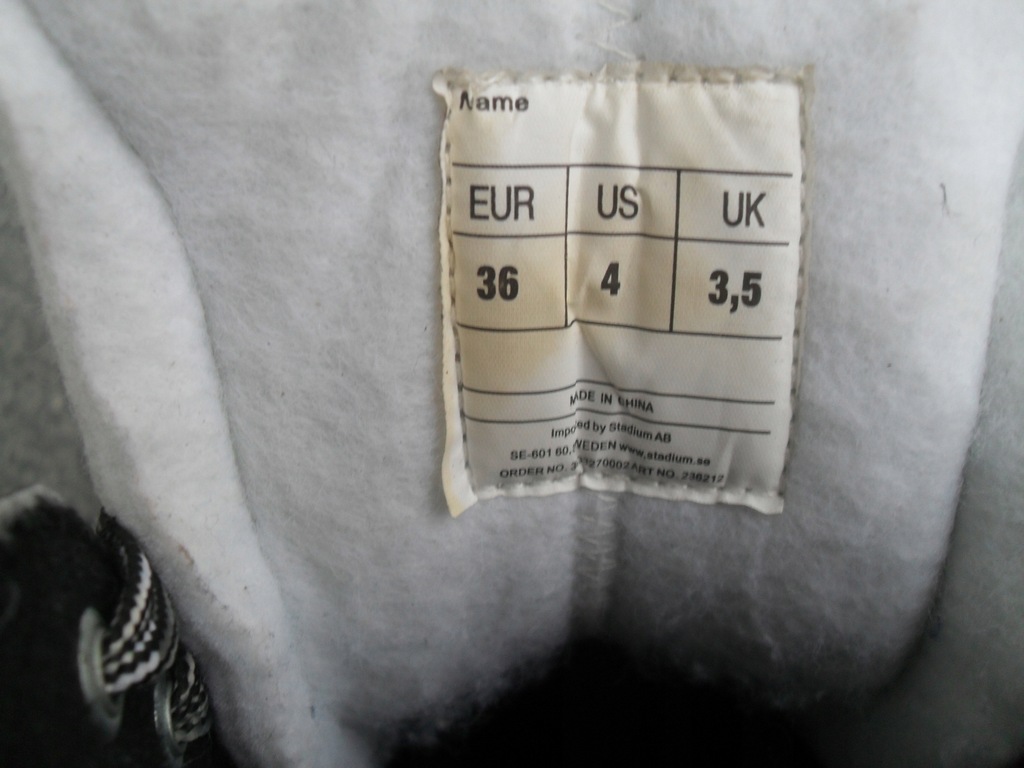 Name
EUR US UK
36 4 3,5
MADE IN CHINA
Imported by Stadium AB
SE-601 60, SWEDEN www.stadium.se
ORDER NO. ART NO. 236212